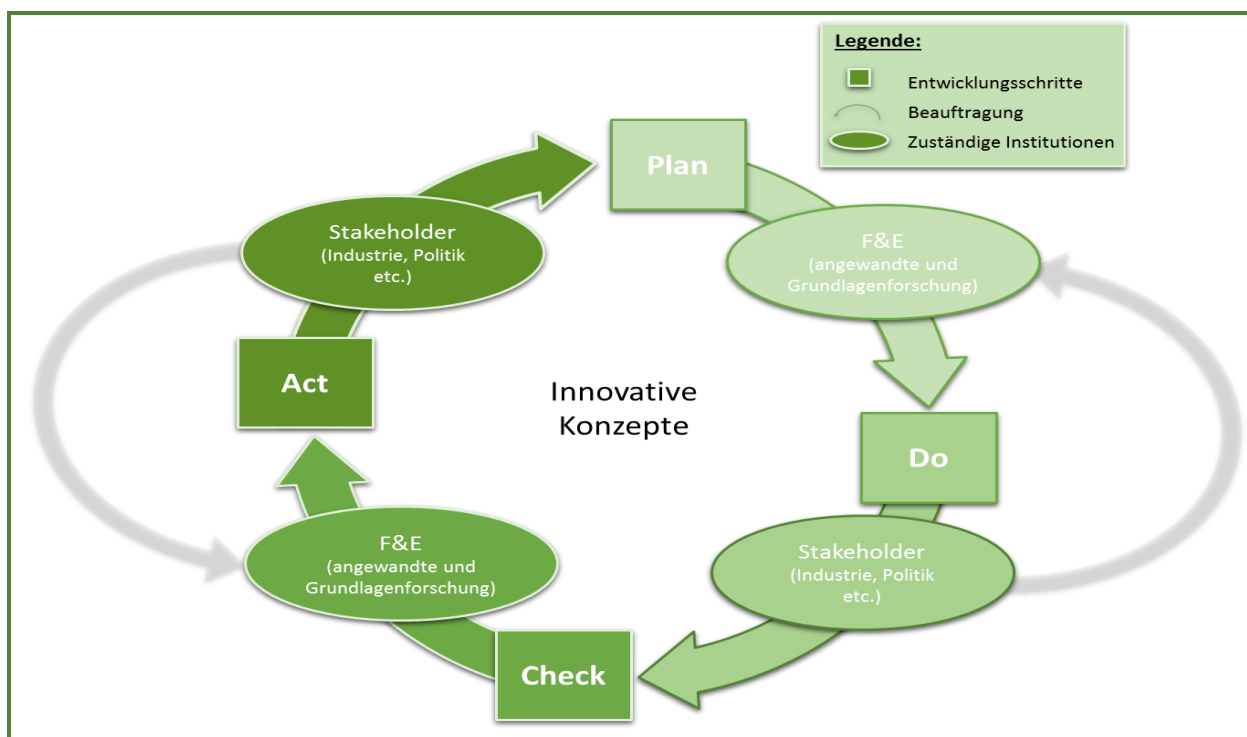 Legende:
Entwicklungsschritte
Beauftragung
Zuständige Institutionen
Plan
F&E
(angewandte und
Grundlagenforschung)
Do
Stakeholder
(Industrie, Politik
etc.)
Check
F&E
(angewandte und
Grundlagenforschung)
Act
Stakeholder
(Industrie, Politik
etc.)
Innovative
Konzepte